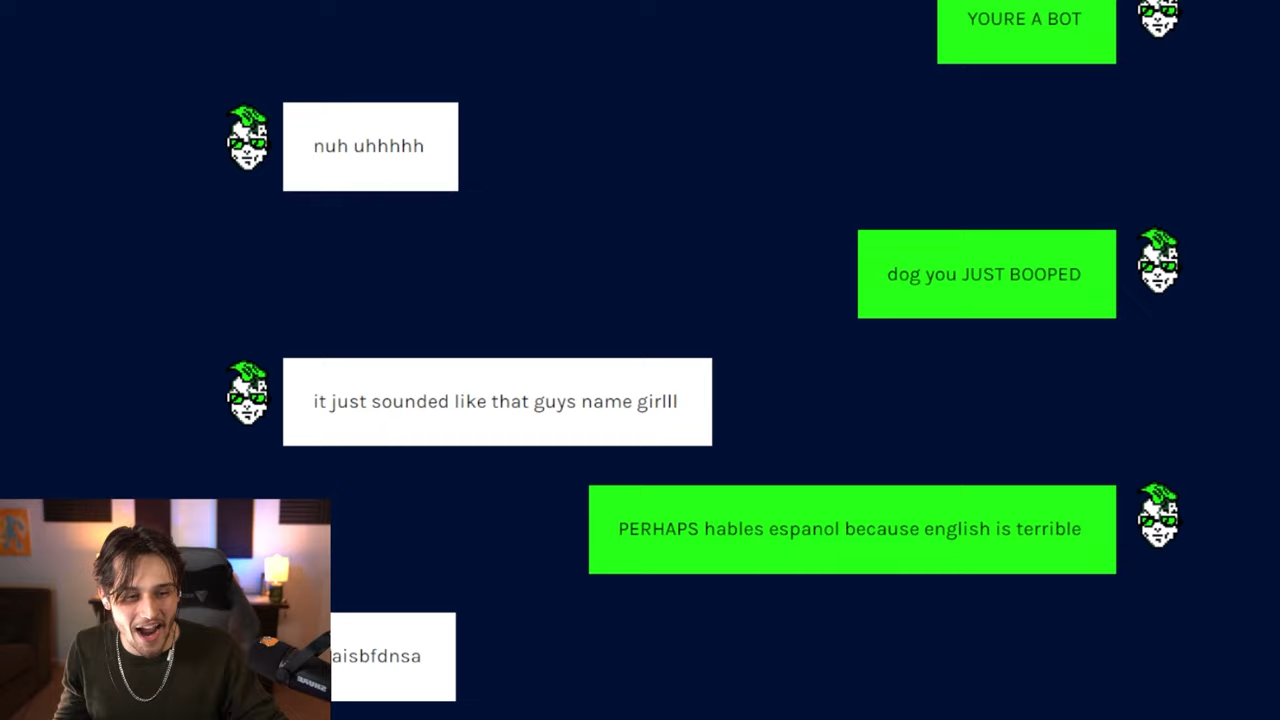 YOURE A BOT
nuh uhhhhh
dog you JUST BOOPED
it just sounded like that guys name girlll
PERHAPS hables espanol because english is terrible
aisbfdnsa